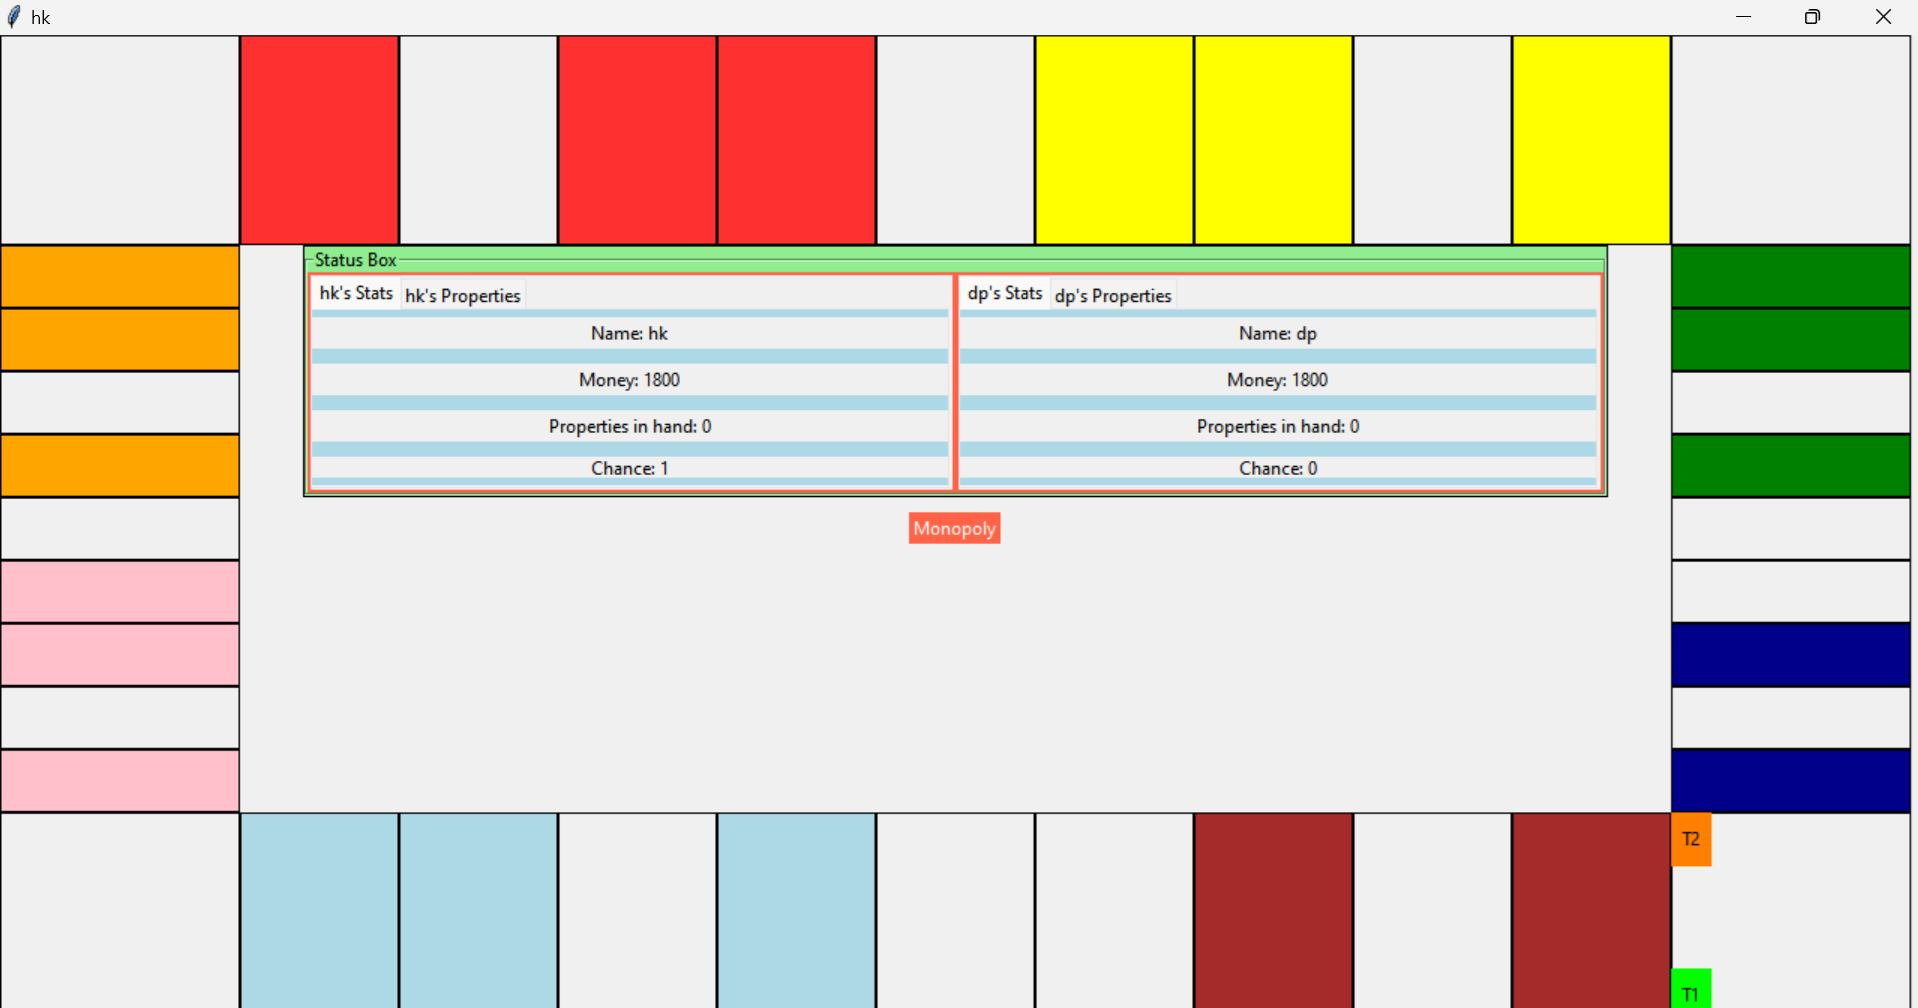 hk
Status Box
hk's Stats hk's Properties
Name: hk
Money: 1800
Properties in hand: 0
Chance: 1
dp's Stats dp's Properties
Name: dp
Money: 1800
Properties in hand: 0
Chance: 0
Monopoly
T2
T1